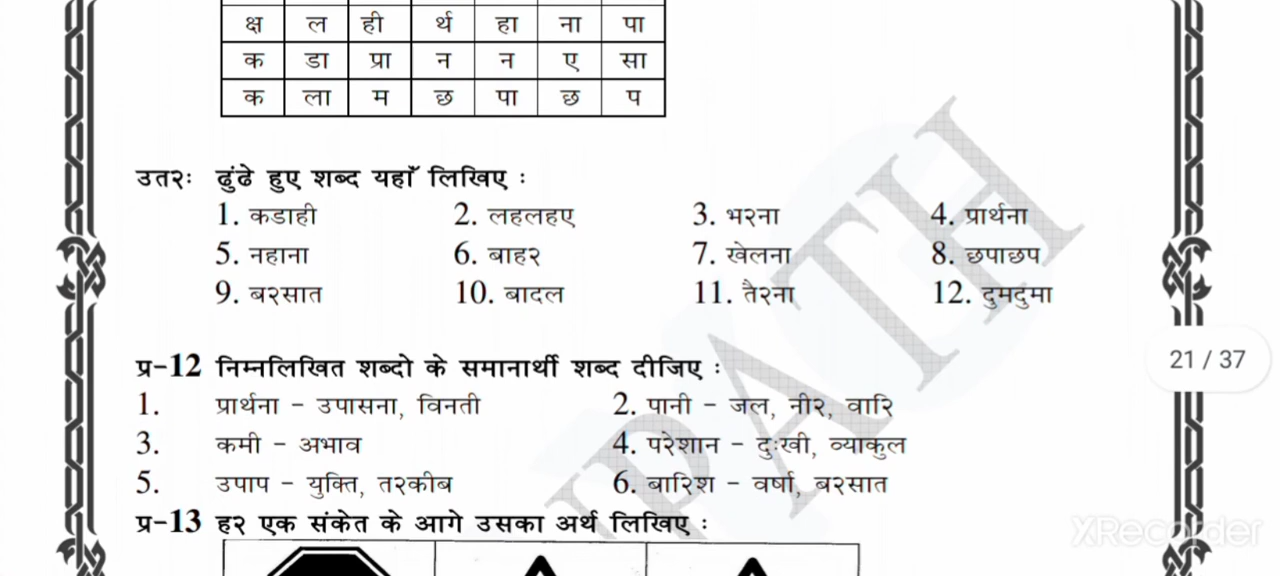 क्ष ल ही र्थ हा ना पा
क डा प्रा न न ए सा
क ला म छ पा छ प
उतरः ढुंढे हुए शब्द यहाँ लिखिए :
1. कडाही 2. लहलहए 3. भरना 4. प्रार्थना
5. नहाना 6. बाहर 7. खेलना 8. छपाछप
9. बरसात 10. बादल 11. तैरना 12. दुमदुमा
21 / 37
प्र-12 निम्नलिखित शब्दो के समानार्थी शब्द दीजिए :
1. प्रार्थना - उपासना, विनती 2. पानी - जल, नीर, वारि
3. कमी - अभाव 4. परेशान - दुःखी, व्याकुल
5. उपाप - युक्ति, तरकीब 6. बारिश - वर्षा, बरसात
प्र-13 हर एक संकेत के आगे उसका अर्थ लिखिए :
PATH
XRecorder